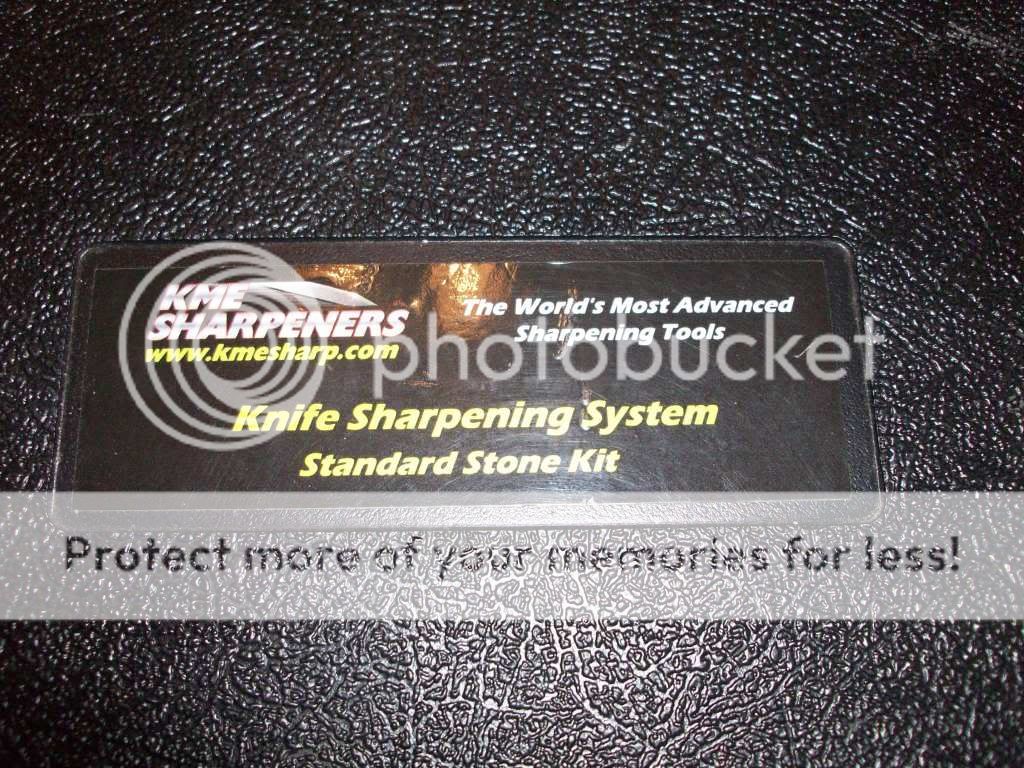 KME
SHARPENERS
www.kmesharp.com
The World's Most Advanced
Sharpening Tools
photobucket
Knife Sharpening System
Standard Stone Kit
Protect more of your memories for less!